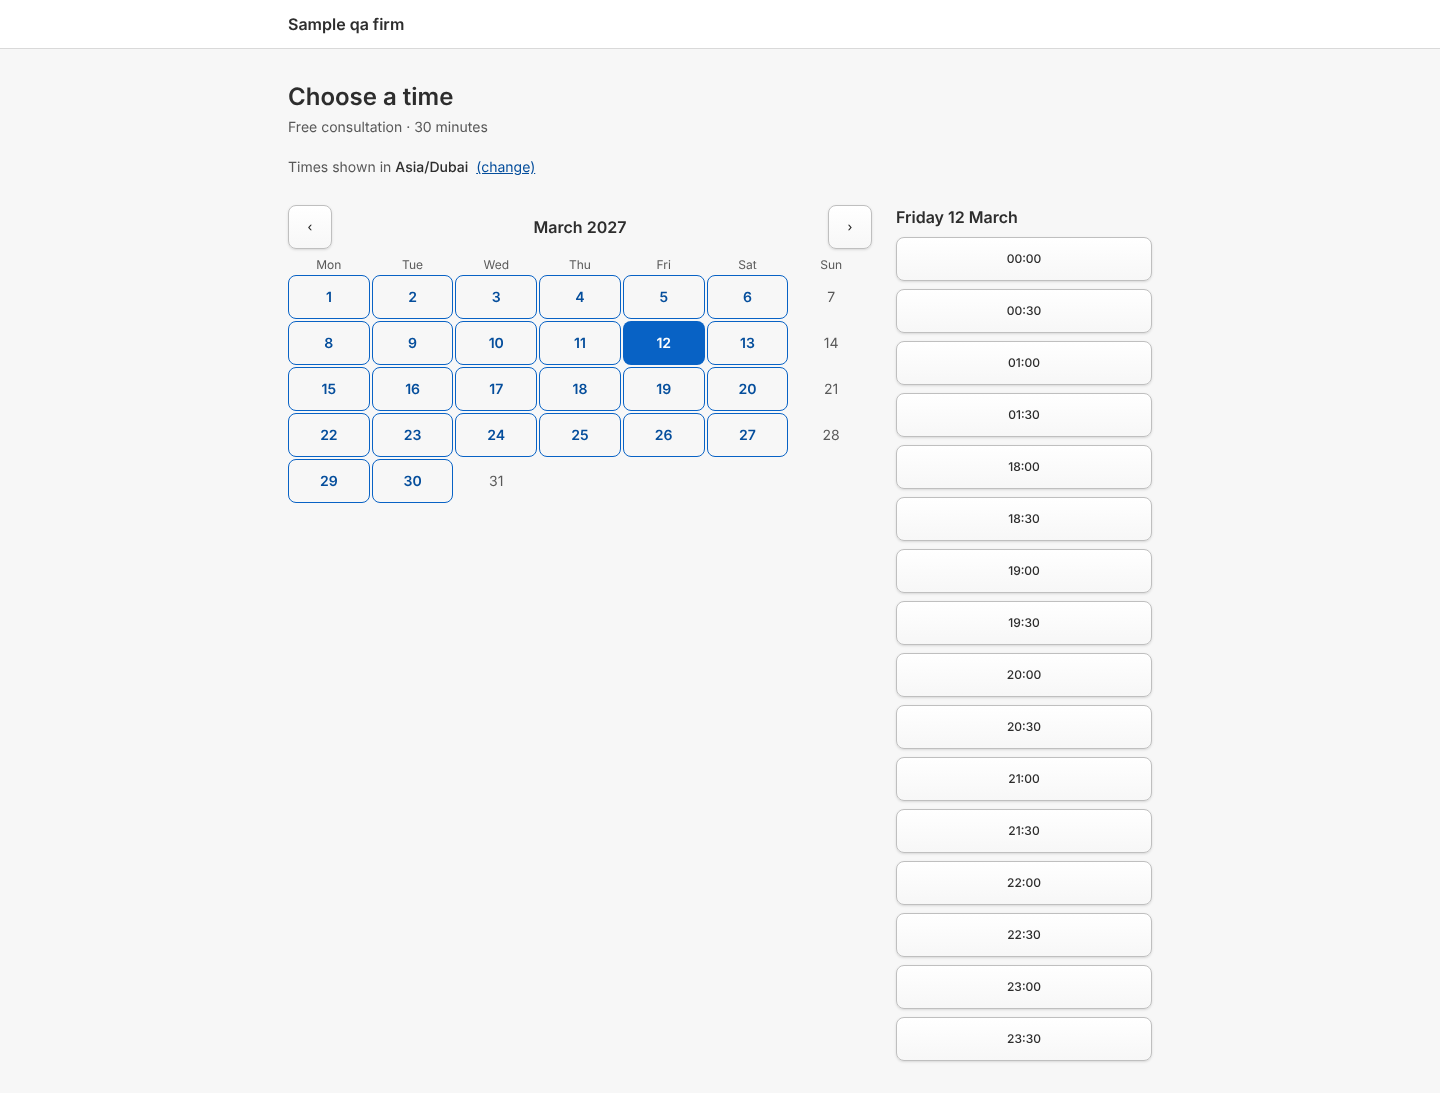 Sample qa firm
Choose a time
Free consultation · 30 minutes
Times shown in Asia/Dubai (change)
‹ March 2027 ›
Mon Tue Wed Thu Fri Sat Sun
1 2 3 4 5 6 7
8 9 10 11 12 13 14
15 16 17 18 19 20 21
22 23 24 25 26 27 28
29 30 31
Friday 12 March
00:00
00:30
01:00
01:30
18:00
18:30
19:00
19:30
20:00
20:30
21:00
21:30
22:00
22:30
23:00
23:30